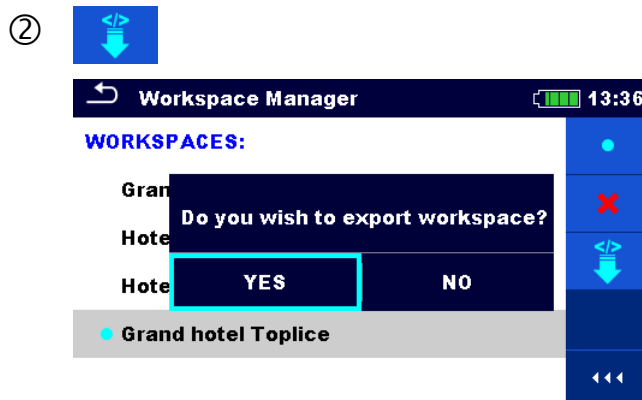 ②
</>
Workspace Manager 13:36
WORKSPACES:
Gran
Do you wish to export workspace?
Hote
</>
Hote YES NO
Grand hotel Toplice